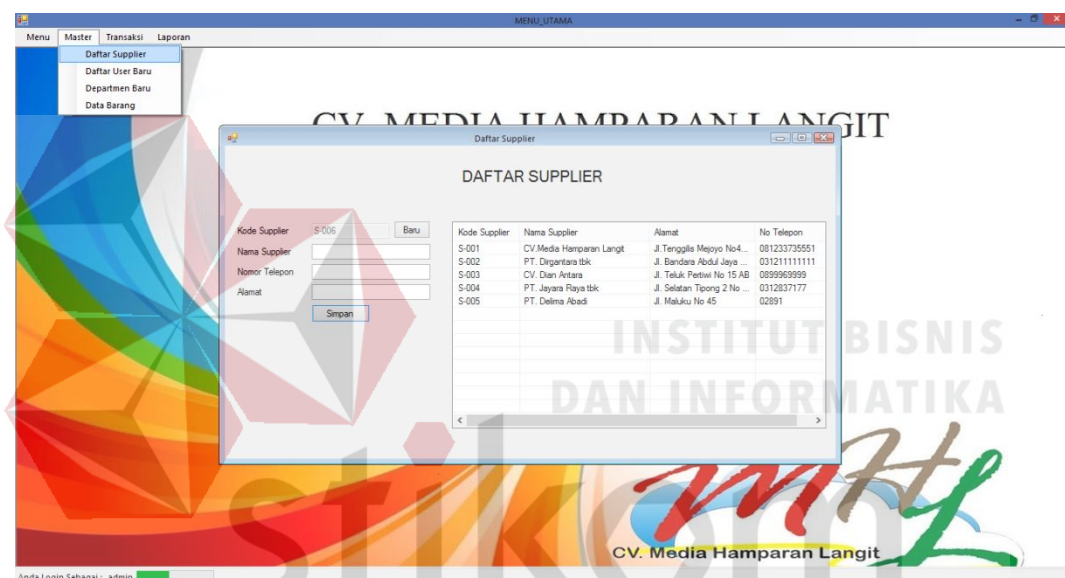 MENU_UTAMA
Menu Master Transaksi Laporan
Daftar Supplier
Daftar User Baru
Departmen Baru
Data Barang
CV. MEDIA HAMPARAN LANGIT
Daftar Supplier
DAFTAR SUPPLIER
Kode Supplier S-006 Baru
Nama Supplier
Nomor Telepon
Alamat
Simpan
Kode Supplier Nama Supplier Alamat No Telepon
S-001 CV.Media Hamparan Langit Jl.Tenggilis Mejoyo No4... 081233735551
S-002 PT. Dirgantara tbk Jl. Bandara Abdul Jaya ... 031211111111
S-003 CV. Dian Antara Jl. Teluk Pertiwi No 15 AB 0899969999
S-004 PT. Jayara Raya tbk Jl. Selatan Tipong 2 No ... 0312837177
S-005 PT. Delima Abadi Jl. Maluku No 45 02891
INSTITUT BISNIS
DAN INFORMATIKA
stikom
MHL
CV. Media Hamparan Langit
Anda Login Sebagai : admin